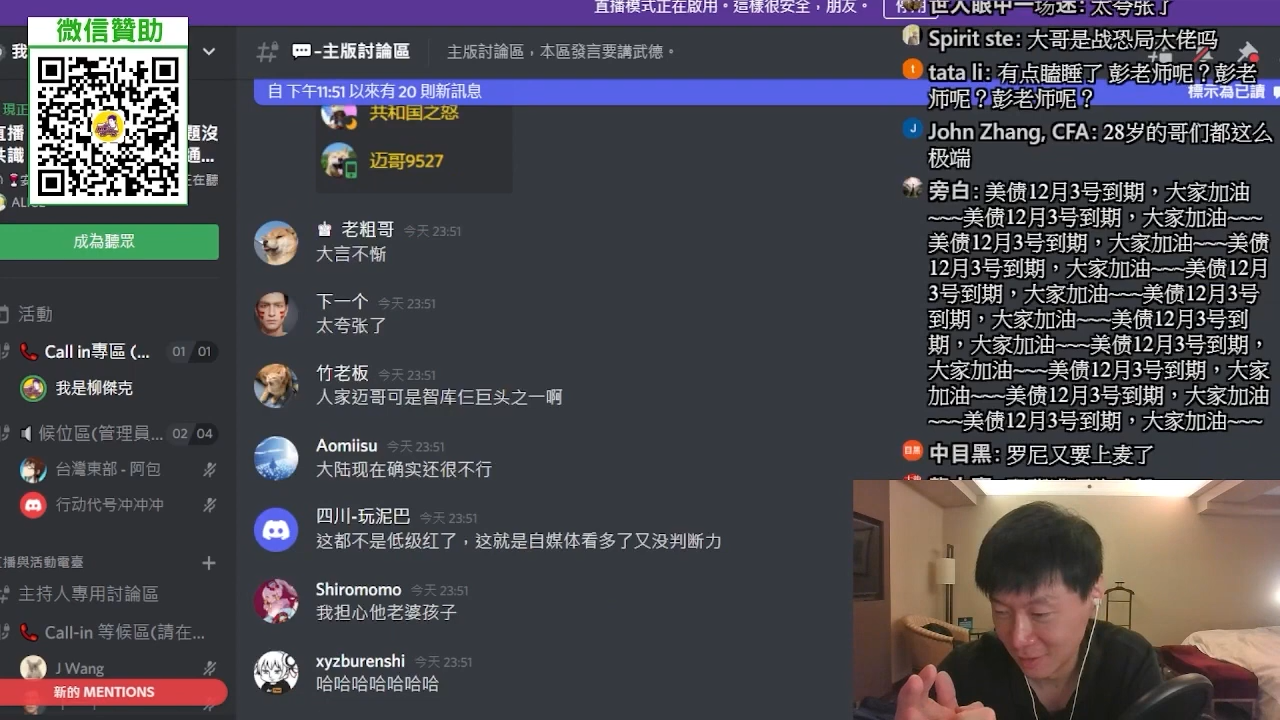 直播模式正在啟用。這樣很安全，朋友。
微信贊助
我
現正
直播
題沒
共識
通...
正在聽
成為聽眾
活動
Call in專區 (... 01 01
我是柳傑克
候位區(管理員... 02 04
台灣東部 - 阿包
行动代号冲冲冲
直播與活動電臺
主持人專用討論區
Call-in 等候區(請在...
J Wang
新的 MENTIONS
-主版討論區
主版討論區，本區發言要講武德。
自 下午11:51 以來有 20 則新訊息
標示為已讀
共和国之怒
迈哥9527
老粗哥 今天 23:51
大言不慚
下一个 今天 23:51
太夸张了
竹老板 今天 23:51
人家迈哥可是智库仨巨头之一啊
Aomiisu 今天 23:51
大陆现在确实还很不行
四川-玩泥巴 今天 23:51
这都不是低级红了，这就是自媒体看多了又没判断力
Shiromomo 今天 23:51
我担心他老婆孩子
xyzburenshi 今天 23:51
哈哈哈哈哈哈哈
世人眼中一场迷: 太夸张了
Spirit ste: 大哥是战恐局大佬吗
tata li: 有点瞌睡了 彭老师呢？彭老
师呢？彭老师呢？
John Zhang, CFA: 28岁的哥们都这么
极端
旁白: 美债12月3号到期，大家加油
~~~美债12月3号到期，大家加油~~~
美债12月3号到期，大家加油~~~美债
12月3号到期，大家加油~~~美债12月
3号到期，大家加油~~~美债12月3号
到期，大家加油~~~美债12月3号到
期，大家加油~~~美债12月3号到期，
大家加油~~~美债12月3号到期，大家
加油~~~美债12月3号到期，大家加油
~~~美债12月3号到期，大家加油~~~
中目黑: 罗尼又要上麦了